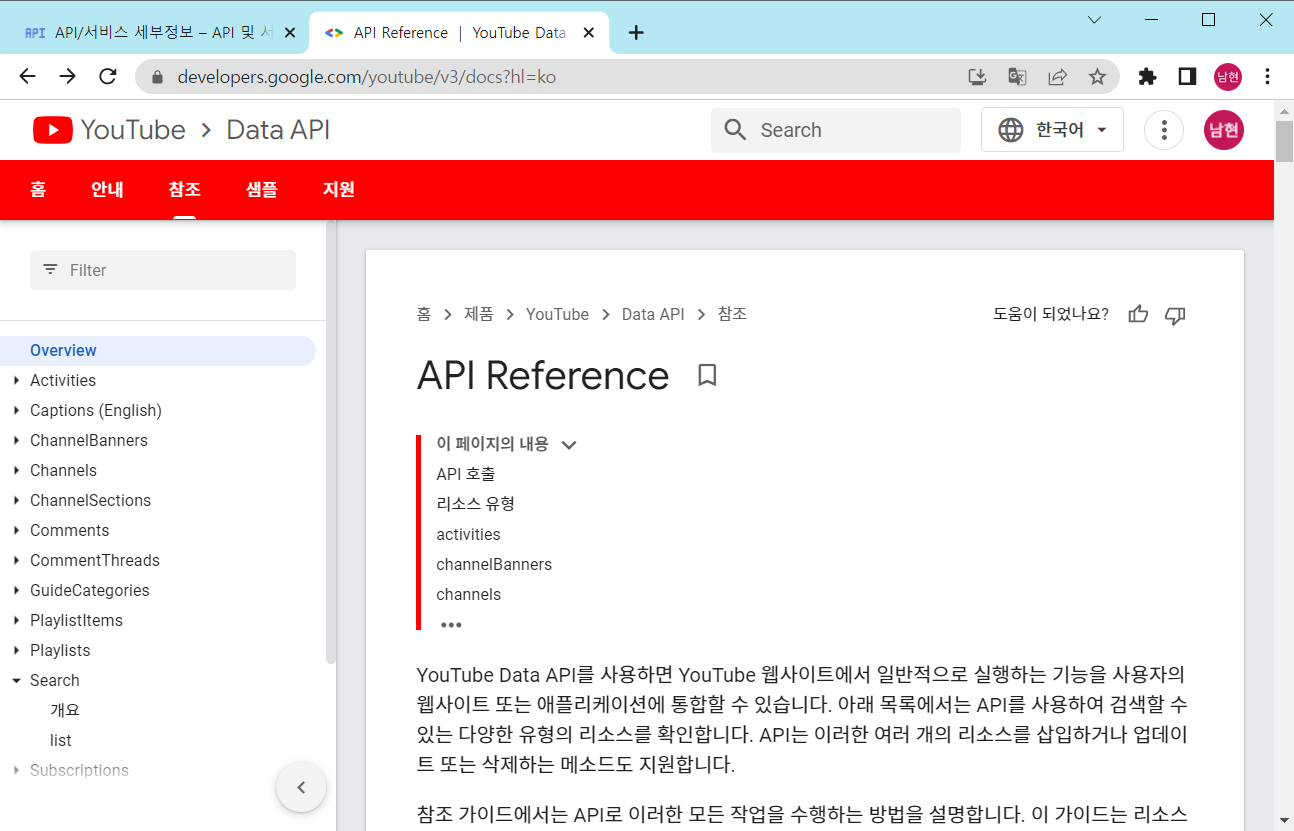 API API/서비스 세부정보 – API 및 서
API Reference | YouTube Data
developers.google.com/youtube/v3/docs?hl=ko
남현
YouTube > Data API
Search
한국어
남현
홈 안내 참조 샘플 지원
Filter
Overview
Activities
Captions (English)
ChannelBanners
Channels
ChannelSections
Comments
CommentThreads
GuideCategories
PlaylistItems
Playlists
Search
개요
list
Subscriptions
홈 > 제품 > YouTube > Data API > 참조
도움이 되었나요?
API Reference
이 페이지의 내용
API 호출
리소스 유형
activities
channelBanners
channels
•••
YouTube Data API를 사용하면 YouTube 웹사이트에서 일반적으로 실행하는 기능을 사용자의
웹사이트 또는 애플리케이션에 통합할 수 있습니다. 아래 목록에서는 API를 사용하여 검색할 수
있는 다양한 유형의 리소스를 확인합니다. API는 이러한 여러 개의 리소스를 삽입하거나 업데이
트 또는 삭제하는 메소드도 지원합니다.
참조 가이드에서는 API로 이러한 모든 작업을 수행하는 방법을 설명합니다. 이 가이드는 리소스